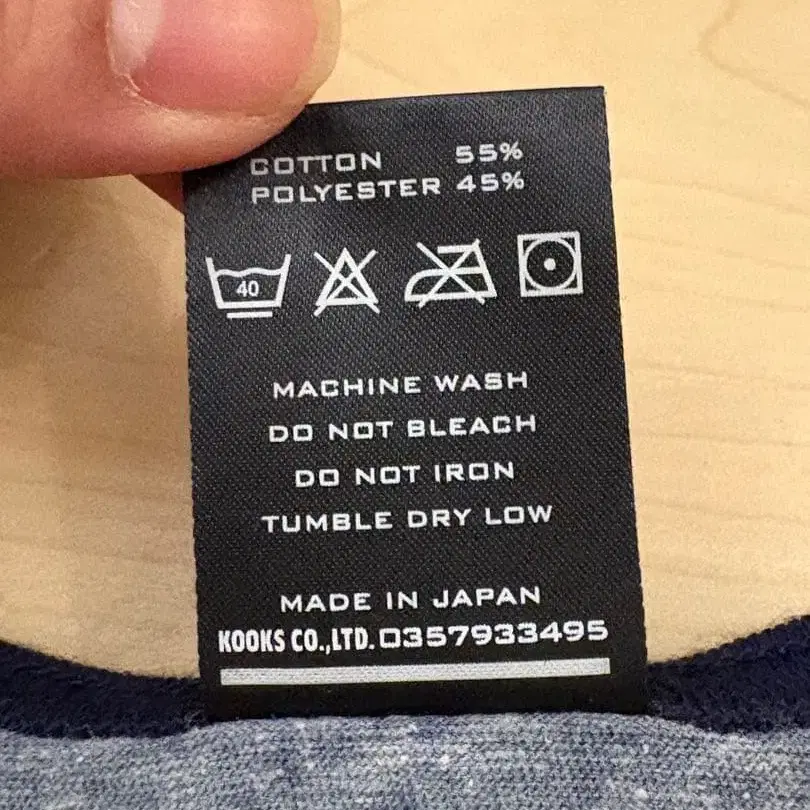 COTTON 55%
POLYESTER 45%
40
MACHINE WASH
DO NOT BLEACH
DO NOT IRON
TUMBLE DRY LOW
MADE IN JAPAN
KOOKS CO.,LTD. 0357933495